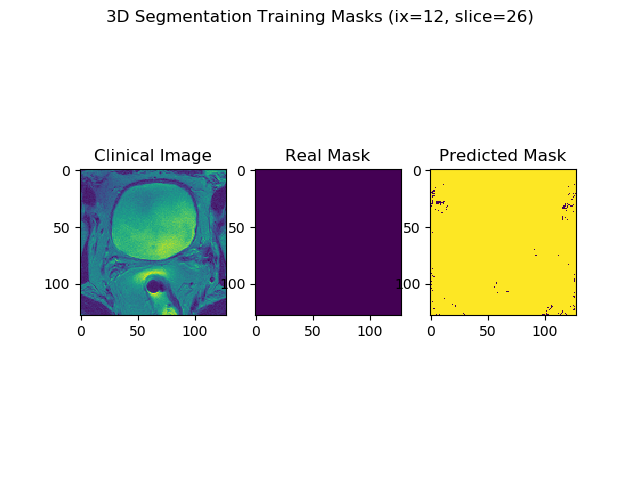 3D Segmentation Training Masks (ix=12, slice=26)
Clinical Image Real Mask Predicted Mask
0 0 0
50 50 50
100 100 100
0 50 100 0 50 100 0 50 100